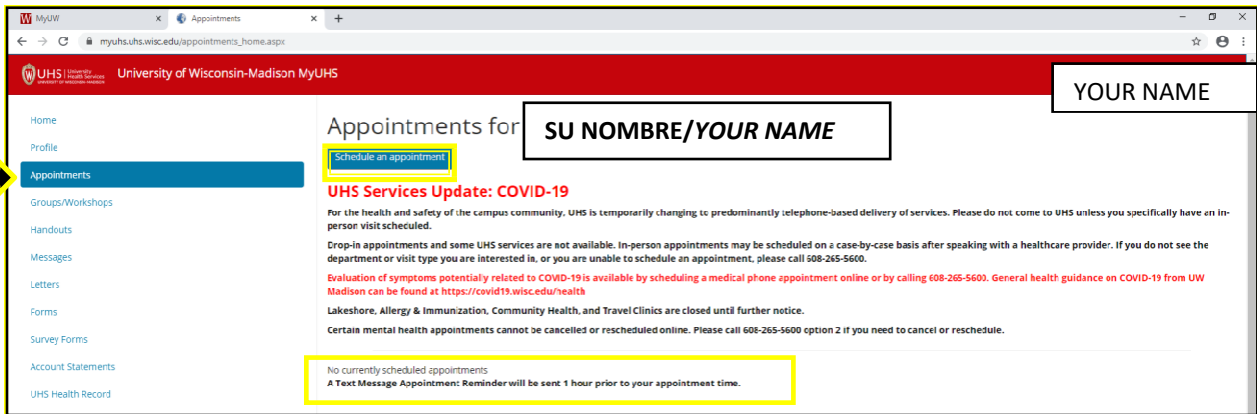 MyUW
Appointments
myuhs.uhs.wisc.edu/appointments_home.aspx
UHS University Health Services
UNIVERSITY OF WISCONSIN-MADISON
University of Wisconsin-Madison MyUHS
YOUR NAME
Home
Profile
Appointments
Groups/Workshops
Handouts
Messages
Letters
Forms
Survey Forms
Account Statements
UHS Health Record
Appointments for
SU NOMBRE/YOUR NAME
Schedule an appointment
UHS Services Update: COVID-19
For the health and safety of the campus community, UHS is temporarily changing to predominantly telephone-based delivery of services. Please do not come to UHS unless you specifically have an in-
person visit scheduled.
Drop-in appointments and some UHS services are not available. In-person appointments may be scheduled on a case-by-case basis after speaking with a healthcare provider. If you do not see the
department or visit type you are interested in, or you are unable to schedule an appointment, please call 608-265-5600.
Evaluation of symptoms potentially related to COVID-19 is available by scheduling a medical phone appointment online or by calling 608-265-5600. General health guidance on COVID-19 from UW
Madison can be found at https://covid19.wisc.edu/health
Lakeshore, Allergy & Immunization, Community Health, and Travel Clinics are closed until further notice.
Certain mental health appointments cannot be cancelled or rescheduled online. Please call 608-265-5600 option 2 if you need to cancel or reschedule.
No currently scheduled appointments
A Text Message Appointment Reminder will be sent 1 hour prior to your appointment time.